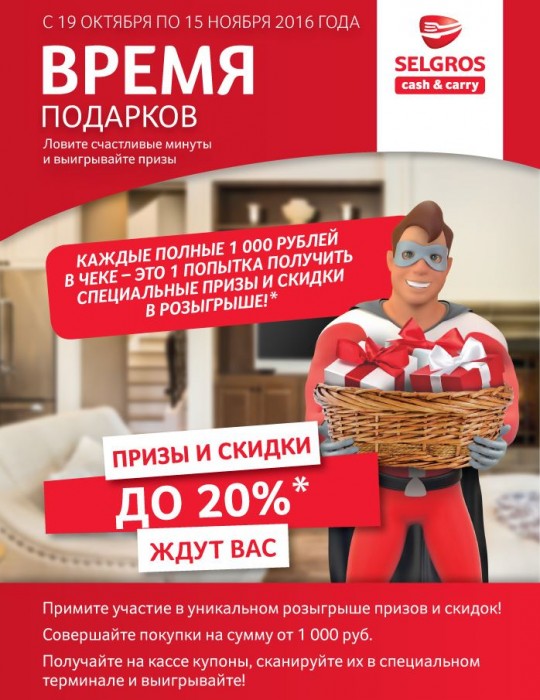 С 19 ОКТЯБРЯ ПО 15 НОЯБРЯ 2016 ГОДА
ВРЕМЯ
ПОДАРКОВ
Ловите счастливые минуты
и выигрывайте призы
SELGROS
cash & carry
КАЖДЫЕ ПОЛНЫЕ 1 000 РУБЛЕЙ
В ЧЕКЕ – ЭТО 1 ПОПЫТКА ПОЛУЧИТЬ
СПЕЦИАЛЬНЫЕ ПРИЗЫ И СКИДКИ
В РОЗЫГРЫШЕ!*
ПРИЗЫ И СКИДКИ
ДО 20%*
ЖДУТ ВАС
Примите участие в уникальном розыгрыше призов и скидок!
Совершайте покупки на сумму от 1 000 руб.
Получайте на кассе купоны, сканируйте их в специальном
терминале и выигрывайте!